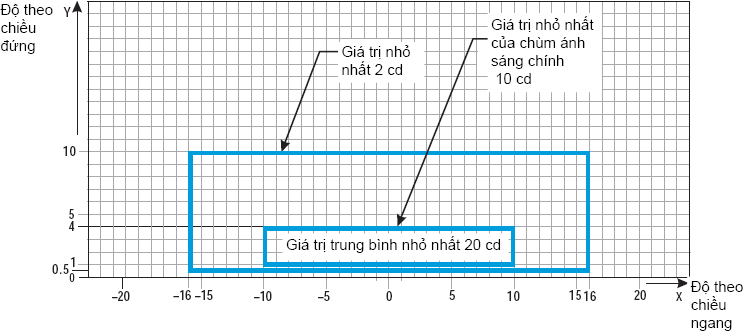 Độ theo
chiều
đứng
Y
Giá trị nhỏ
nhất 2 cd
Giá trị nhỏ nhất
của chùm ánh
sáng chính
10 cd
10
5
4
1
0.5
0
Giá trị trung bình nhỏ nhất 20 cd
−20
−16
−15
−10
−5
0
5
10
15
16
20
X
Độ theo
chiều
ngang